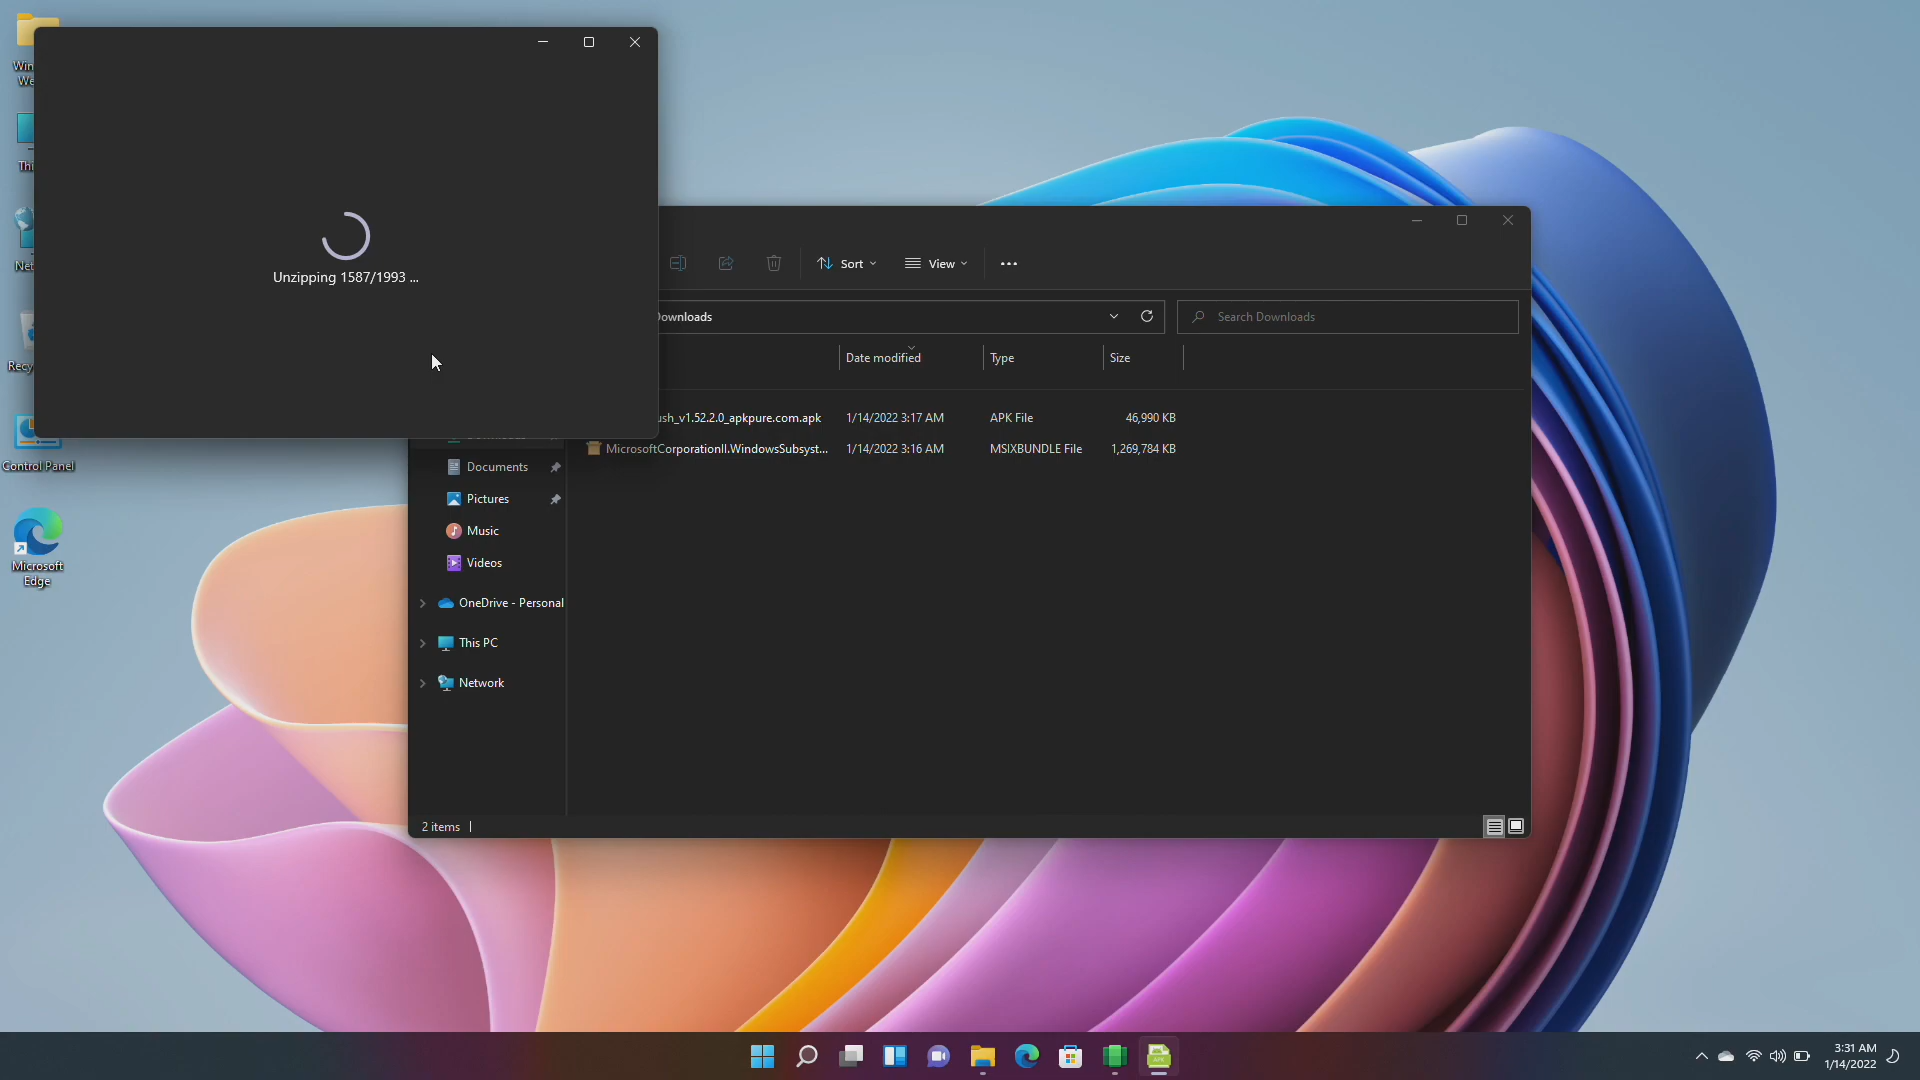 Unzipping 1587/1993 ...
Sort
View
Downloads
Search Downloads
Date modified
Type
Size
ush_v1.52.2.0_apkpure.com.apk 1/14/2022 3:17 AM APK File 46,990 KB
MicrosoftCorporationII.WindowsSubsyst... 1/14/2022 3:16 AM MSIXBUNDLE File 1,269,784 KB
Documents
Pictures
Music
Videos
OneDrive - Personal
This PC
Network
2 items
Win
We
Thi
Net
Recy
Control Panel
Microsoft
Edge
3:31 AM
1/14/2022